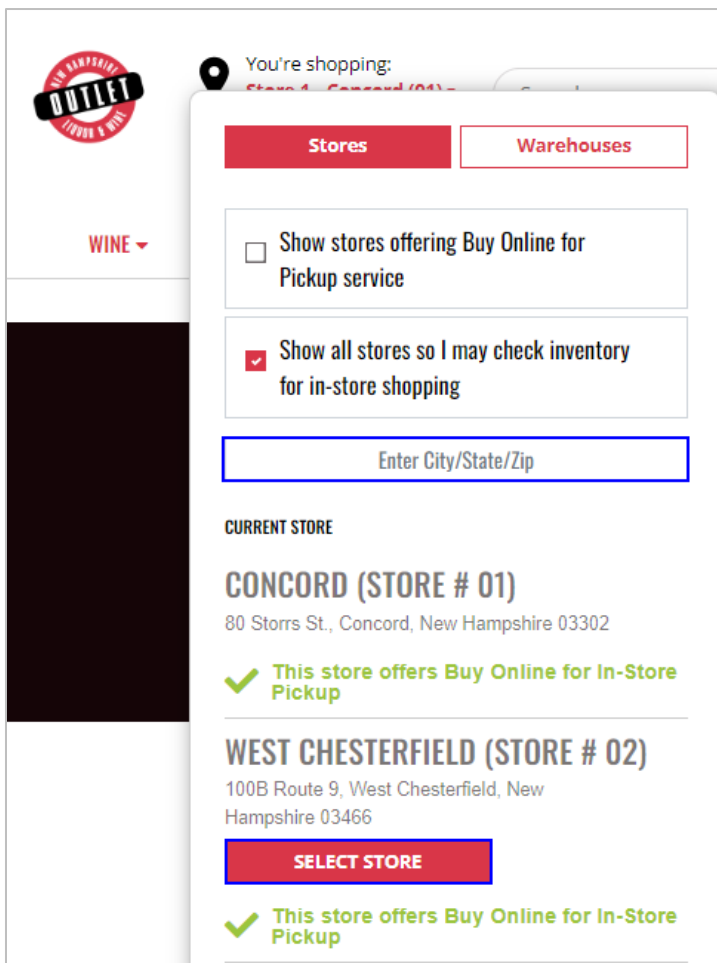 NEW HAMPSHIRE
OUTLET
LIQUOR & WINE
You're shopping:
Store 1 - Concord (01)
Stores
Warehouses
WINE
Show stores offering Buy Online for
Pickup service
Show all stores so I may check inventory
for in-store shopping
Enter City/State/Zip
CURRENT STORE
CONCORD (STORE # 01)
80 Storrs St., Concord, New Hampshire 03302
This store offers Buy Online for In-Store
Pickup
WEST CHESTERFIELD (STORE # 02)
100B Route 9, West Chesterfield, New
Hampshire 03466
SELECT STORE
This store offers Buy Online for In-Store
Pickup